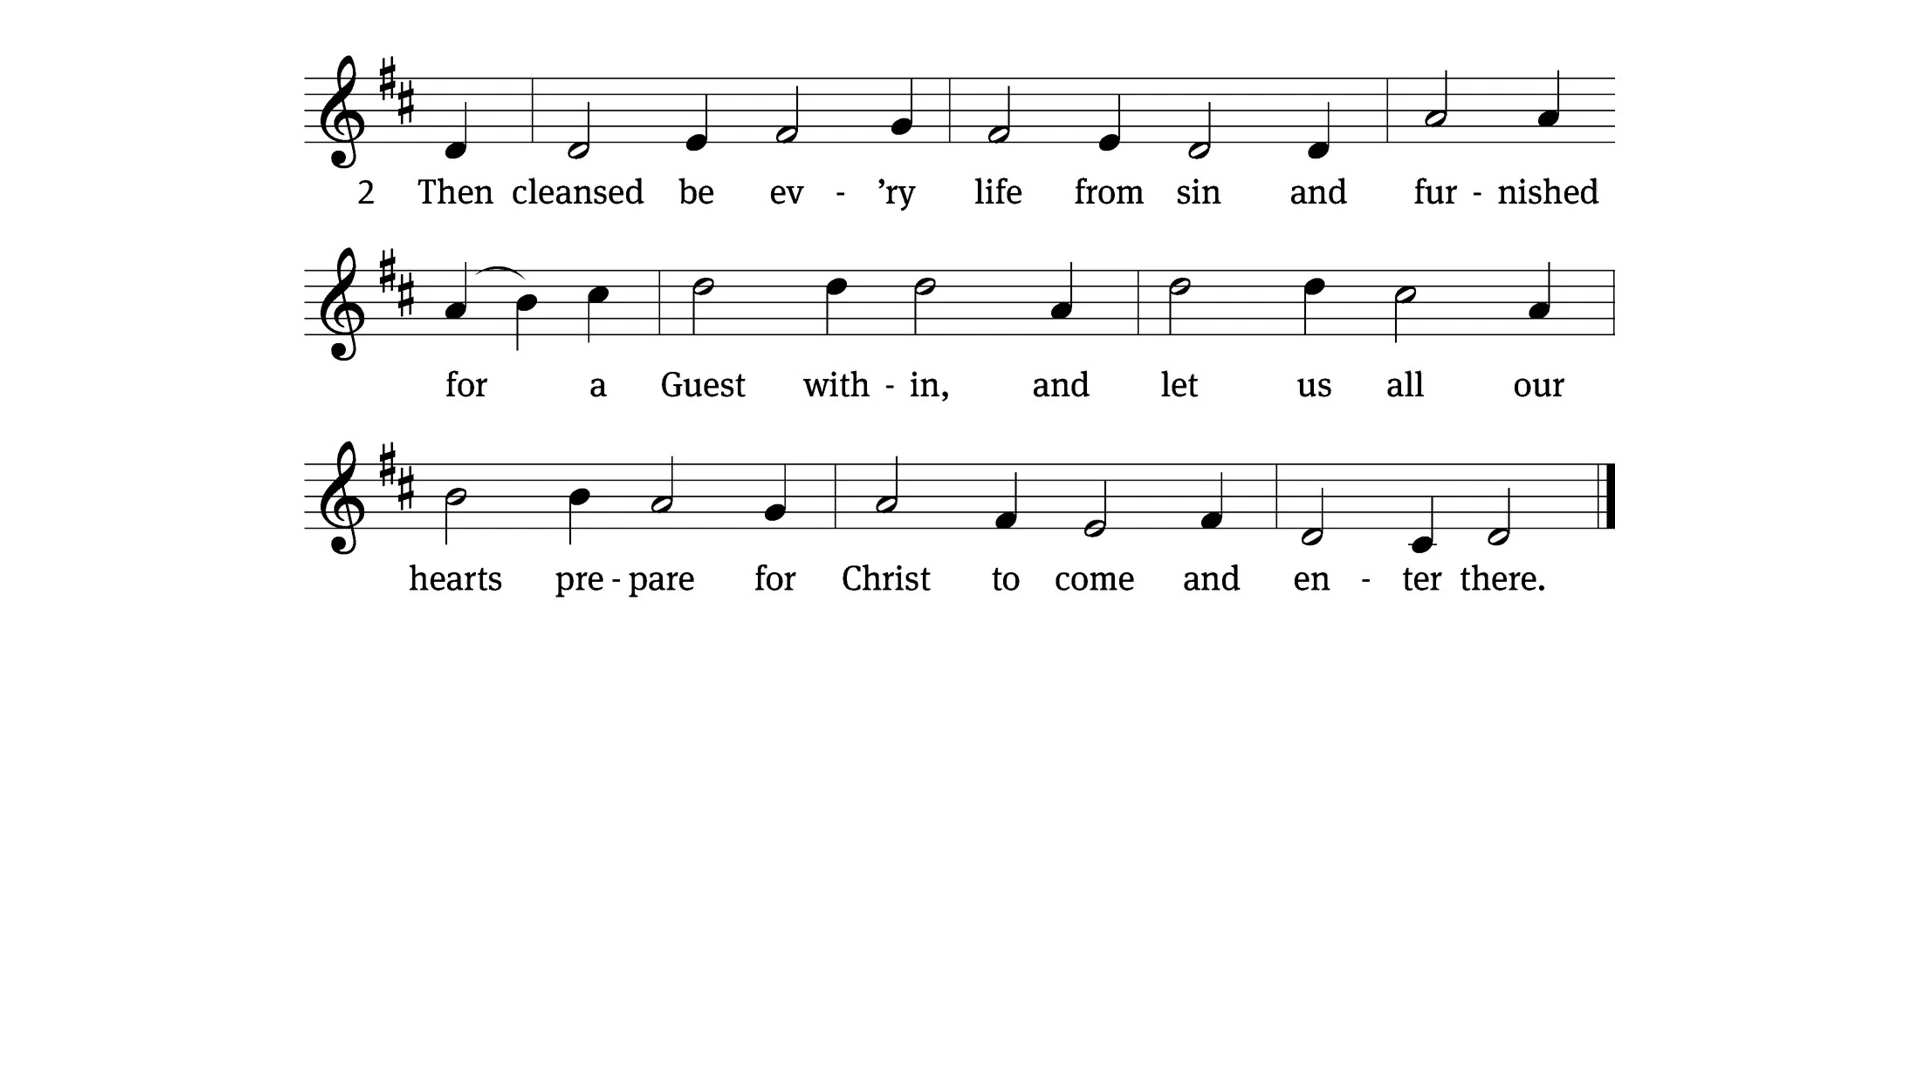 2 Then cleansed be ev - ’ry life from sin and fur - nished
for a Guest with - in, and let us all our
hearts pre - pare for Christ to come and en - ter there.